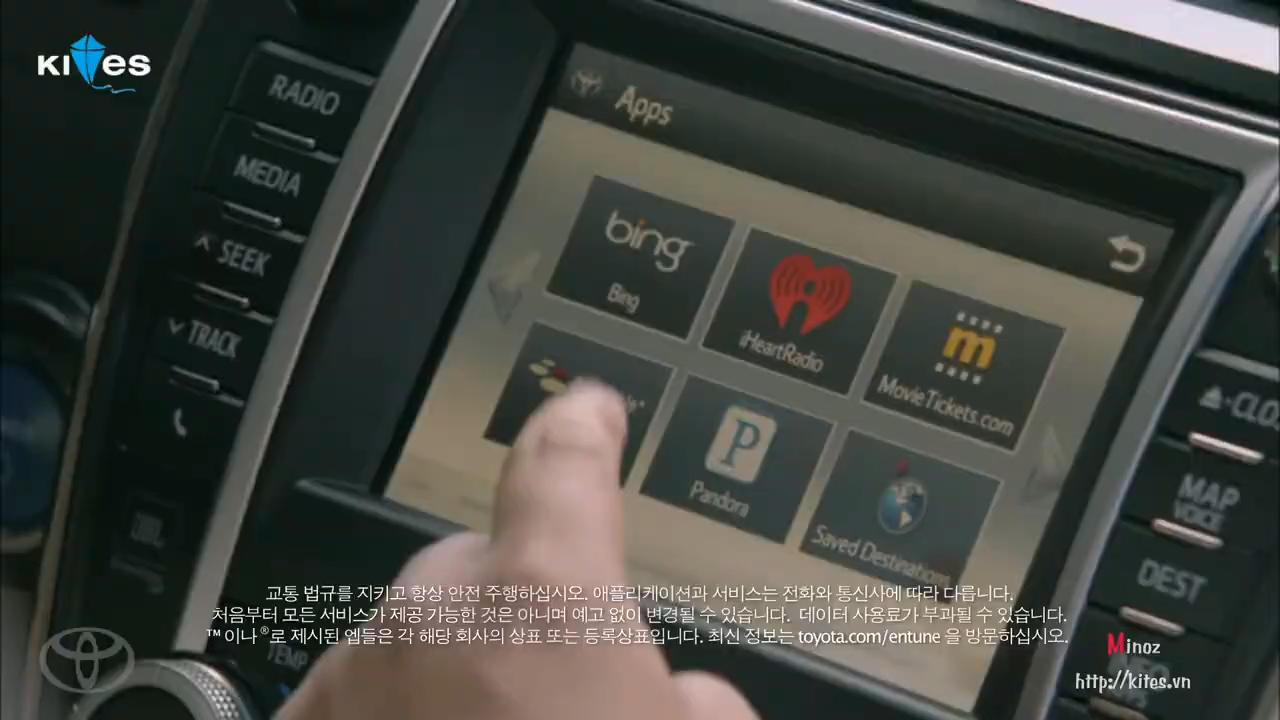 KITES
RADIO
MEDIA
SEEK
TRACK
Apps
bing
Bing
iHeartRadio
m
MovieTickets.com
P
Pandora
Saved Destinations
MAP
VOICE
DEST
TEMP
교통 법규를 지키고 항상 안전 주행하십시오. 애플리케이션과 서비스는 전화와 통신사에 따라 다릅니다.
처음부터 모든 서비스가 제공 가능한 것은 아니며 예고 없이 변경될 수 있습니다. 데이터 사용료가 부과될 수 있습니다.
™ 이나 ®로 제시된 엠들은 각 해당 회사의 상표 또는 등록상표입니다. 최신 정보는 toyota.com/entune 을 방문하십시오.
Minoz
http://kites.vn